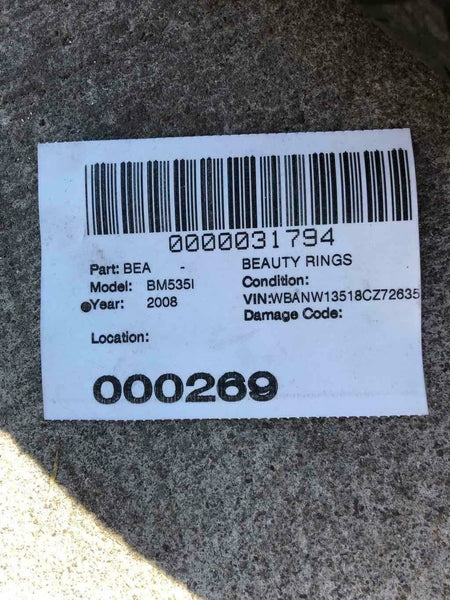 0000031794
Part: BEA - BEAUTY RINGS
Model: BM535I Condition:
Year: 2008 VIN:WBANW13518CZ72635
Damage Code:
Location:
000269